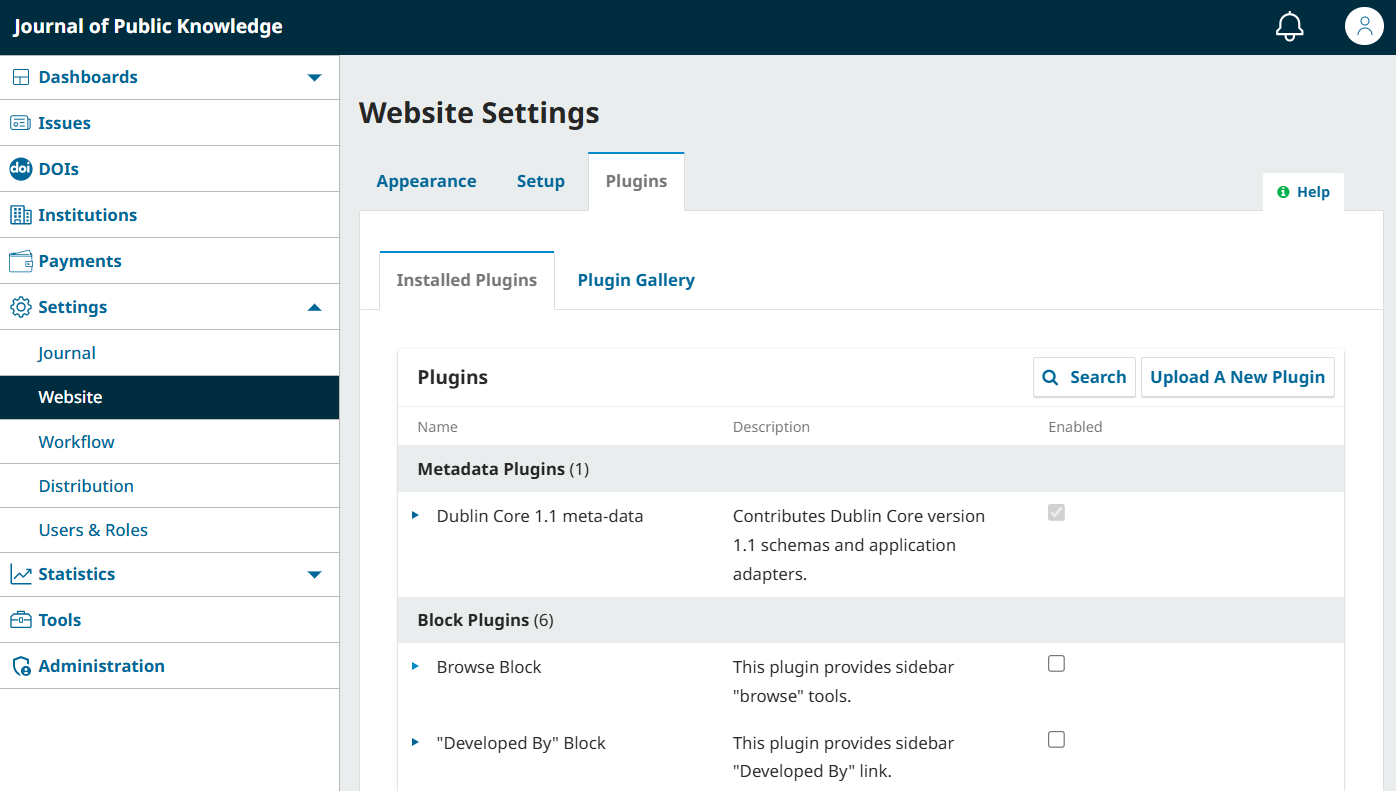 Journal of Public Knowledge
Dashboards
Issues
doi DOIs
Institutions
Payments
Settings
Journal
Website
Workflow
Distribution
Users & Roles
Statistics
Tools
Administration
Website Settings
Appearance Setup Plugins
Help
Installed Plugins Plugin Gallery
Plugins Search Upload A New Plugin
Name Description Enabled
Metadata Plugins (1)
Dublin Core 1.1 meta-data Contributes Dublin Core version
1.1 schemas and application
adapters.
Block Plugins (6)
Browse Block This plugin provides sidebar
"browse" tools.
"Developed By" Block This plugin provides sidebar
"Developed By" link.